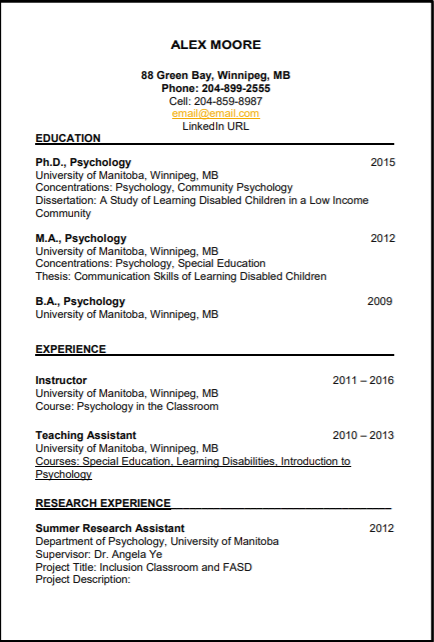 ALEX MOORE
88 Green Bay, Winnipeg, MB
Phone: 204-899-2555
Cell: 204-859-8987
email@email.com
LinkedIn URL
EDUCATION
Ph.D., Psychology 2015
University of Manitoba, Winnipeg, MB
Concentrations: Psychology, Community Psychology
Dissertation: A Study of Learning Disabled Children in a Low Income
Community
M.A., Psychology 2012
University of Manitoba, Winnipeg, MB
Concentrations: Psychology, Special Education
Thesis: Communication Skills of Learning Disabled Children
B.A., Psychology 2009
University of Manitoba, Winnipeg, MB
EXPERIENCE
Instructor 2011 – 2016
University of Manitoba, Winnipeg, MB
Course: Psychology in the Classroom
Teaching Assistant 2010 – 2013
University of Manitoba, Winnipeg, MB
Courses: Special Education, Learning Disabilities, Introduction to
Psychology
RESEARCH EXPERIENCE
Summer Research Assistant 2012
Department of Psychology, University of Manitoba
Supervisor: Dr. Angela Ye
Project Title: Inclusion Classroom and FASD
Project Description: